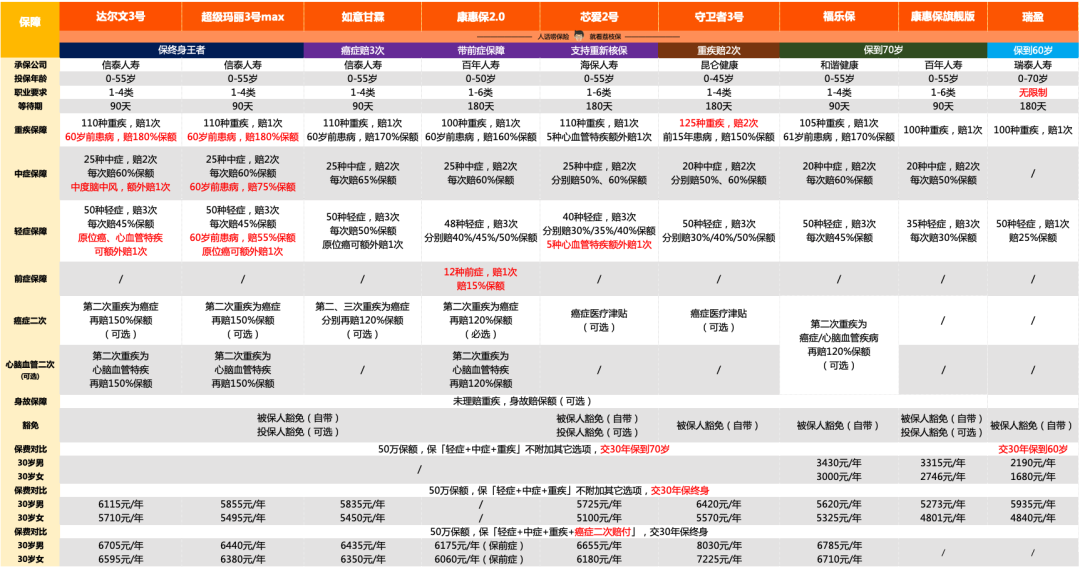 保障 达尔文3号 超级玛丽3号max 如意甘霖 康惠保2.0 芯爱2号 守卫者3号 福乐保 康惠保旗舰版 瑞盈
人话唠保险 就看荔枝保
保终身王者 癌症赔3次 带前症保障 支持重新核保 重疾赔2次 保到70岁 保到60岁
承保公司 信泰人寿 信泰人寿 信泰人寿 百年人寿 海保人寿 昆仑健康 和谐健康 百年人寿 瑞泰人寿
投保年龄 0-55岁 0-55岁 0-55岁 0-50岁 0-55岁 0-45岁 0-55岁 0-55岁 0-70岁
职业要求 1-4类 1-4类 1-4类 1-6类 1-6类 1-4类 1-4类 1-6类 无限制
等待期 90天 90天 90天 180天 180天 180天 90天 90天 180天
重疾保障
110种重疾，赔1次
60岁前患病，赔180%保额
110种重疾，赔1次
60岁前患病，赔180%保额
110种重疾，赔1次
60岁前患病，赔170%保额
100种重疾，赔1次
60岁前患病，赔160%保额
110种重疾，赔1次
5种心血管特疾额外赔1次
125种重疾，赔2次
前15年患病，赔150%保额
105种重疾，赔1次
61岁前患病，赔170%保额
100种重疾，赔1次
100种重疾，赔1次
中症保障
25种中症，赔2次
每次赔60%保额
中度脑中风，额外赔1次
25种中症，赔2次
每次赔60%保额
60岁前患病，赔75%保额
25种中症，赔2次
每次赔65%保额
25种中症，赔2次
每次赔60%保额
25种中症，赔2次
分别赔50%、60%保额
20种中症，赔2次
分别赔50%、60%保额
20种中症，赔2次
每次赔60%保额
20种中症，赔2次
每次赔50%保额
/
轻症保障
50种轻症，赔3次
每次赔45%保额
原位癌、心血管特疾
可额外赔1次
50种轻症，赔3次
每次赔45%保额
60岁前患病，赔55%保额
原位癌可额外赔1次
50种轻症，赔3次
每次赔50%保额
原位癌可额外赔1次
48种轻症，赔3次
分别赔40%/45%/50%保额
40种轻症，赔3次
分别赔30%/35%/40%保额
5种心血管特疾额外赔1次
50种轻症，赔3次
分别赔30%/40%/50%保额
50种轻症，赔3次
每次赔45%保额
35种轻症，赔3次
每次赔30%保额
50种轻症，赔1次
赔25%保额
前症保障 / / /
12种前症，赔1次
赔15%保额
/ / / / /
癌症二次
第二次重疾为癌症
再赔150%保额
（可选）
第二次重疾为癌症
再赔150%保额
（可选）
第二、三次重疾为癌症
分别再赔120%保额
（可选）
第二次重疾为癌症
再赔120%保额
（必选）
癌症医疗津贴
（可选）
癌症医疗津贴
（可选）
第二次重疾为
癌症/心脑血管疾病
再赔120%保额
（可选）
/ /
心脑血管二次
(可选)
第二次重疾为
心脑血管特疾
再赔150%保额
第二次重疾为
心脑血管特疾
再赔150%保额
/
第二次重疾为
心脑血管特疾
再赔120%保额
/ / / /
身故保障 未理赔重疾，身故赔保额（可选）
豁免
被保人豁免（自带）
投保人豁免（可选）
被保人豁免（自带）
投保人豁免（可选）
被保人豁免（自带）
被保人豁免（自带）
被保人豁免（自带）
投保人豁免（可选）
被保人豁免（自带）
保费对比 50万保额，保「轻症+中症+重疾」不附加其它选项，交30年保到70岁 交30年保到60岁
30岁男 / 3430元/年 3315元/年 2190元/年
30岁女 3000元/年 2746元/年 1680元/年
保费对比 50万保额，保「轻症+中症+重疾」不附加其它选项，交30年保终身
30岁男 6115元/年 5855元/年 5835元/年 / 5725元/年 6420元/年 5620元/年 5273元/年 5935元/年
30岁女 5710元/年 5495元/年 5450元/年 / 5100元/年 5570元/年 5325元/年 4801元/年 4840元/年
保费对比 50万保额，保「轻症+中症+重疾+癌症二次赔付」，交30年保终身
30岁男 6705元/年 6440元/年 6435元/年 6175元/年（保前症） 6655元/年 8030元/年 6785元/年 / /
30岁女 6595元/年 6380元/年 6350元/年 6060元/年（保前症） 6180元/年 7225元/年 6710元/年